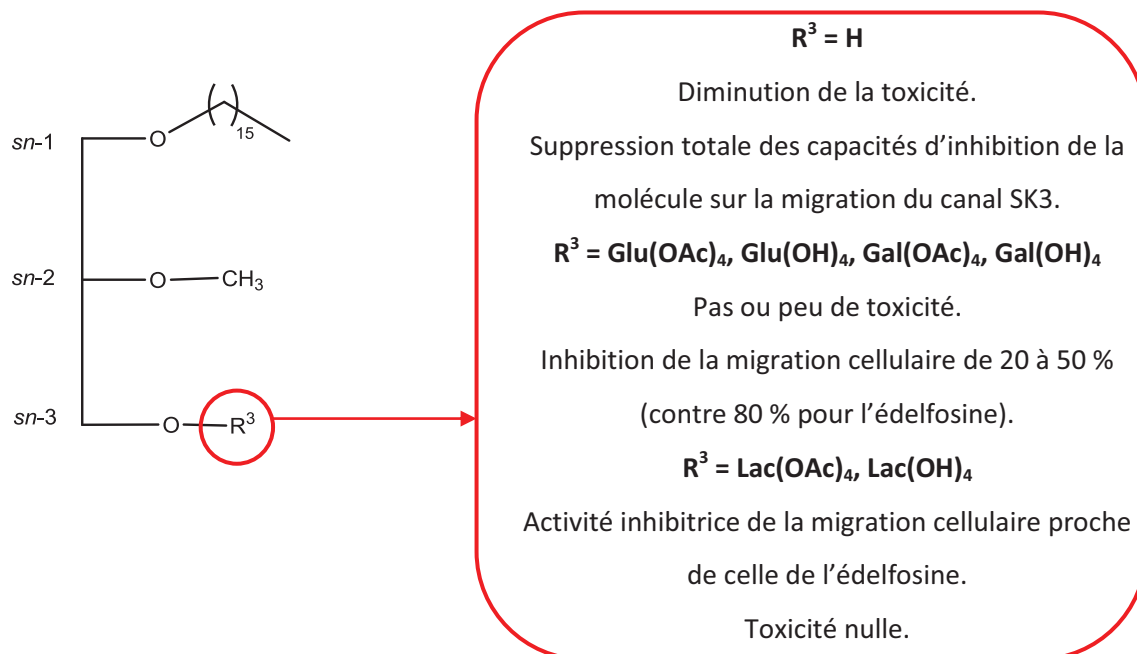 R³ = H
Diminution de la toxicité.
Suppression totale des capacités d'inhibition de la
molécule sur la migration du canal SK3.
R³ = Glu(OAc)₄, Glu(OH)₄, Gal(OAc)₄, Gal(OH)₄
Pas ou peu de toxicité.
Inhibition de la migration cellulaire de 20 à 50 %
(contre 80 % pour l'édelfosine).
R³ = Lac(OAc)₄, Lac(OH)₄
Activité inhibitrice de la migration cellulaire proche
de celle de l'édelfosine.
Toxicité nulle.
sn-1 O ( )15
sn-2 O CH₃
sn-3 O R³